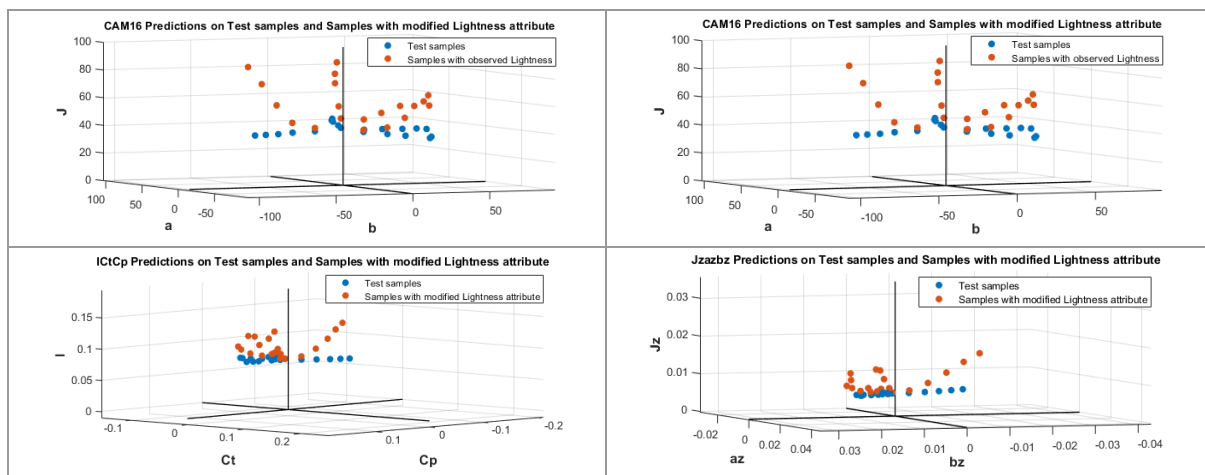 CAM16 Predictions on Test samples and Samples with modified Lightness attribute
Test samples
Samples with observed Lightness
100
80
60
40
20
0
J
100
50
0
-50
a
-100
-50
0
50
b
CAM16 Predictions on Test samples and Samples with modified Lightness attribute
Test samples
Samples with observed Lightness
100
80
60
40
20
0
J
100
50
0
-50
a
-100
-50
0
50
b
ICtCp Predictions on Test samples and Samples with modified Lightness attribute
Test samples
Samples with modified Lightness attribute
0.15
0.1
0.05
0
I
-0.1
0
0.1
0.2
Ct
0.1
0
-0.1
-0.2
Cp
Jzazbz Predictions on Test samples and Samples with modified Lightness attribute
Test samples
Samples with modified Lightness attribute
0.03
0.02
0.01
0
Jz
-0.02
0
0.02
0.04
az
0.03
0.02
0.01
0
-0.01
-0.02
-0.03
-0.04
bz